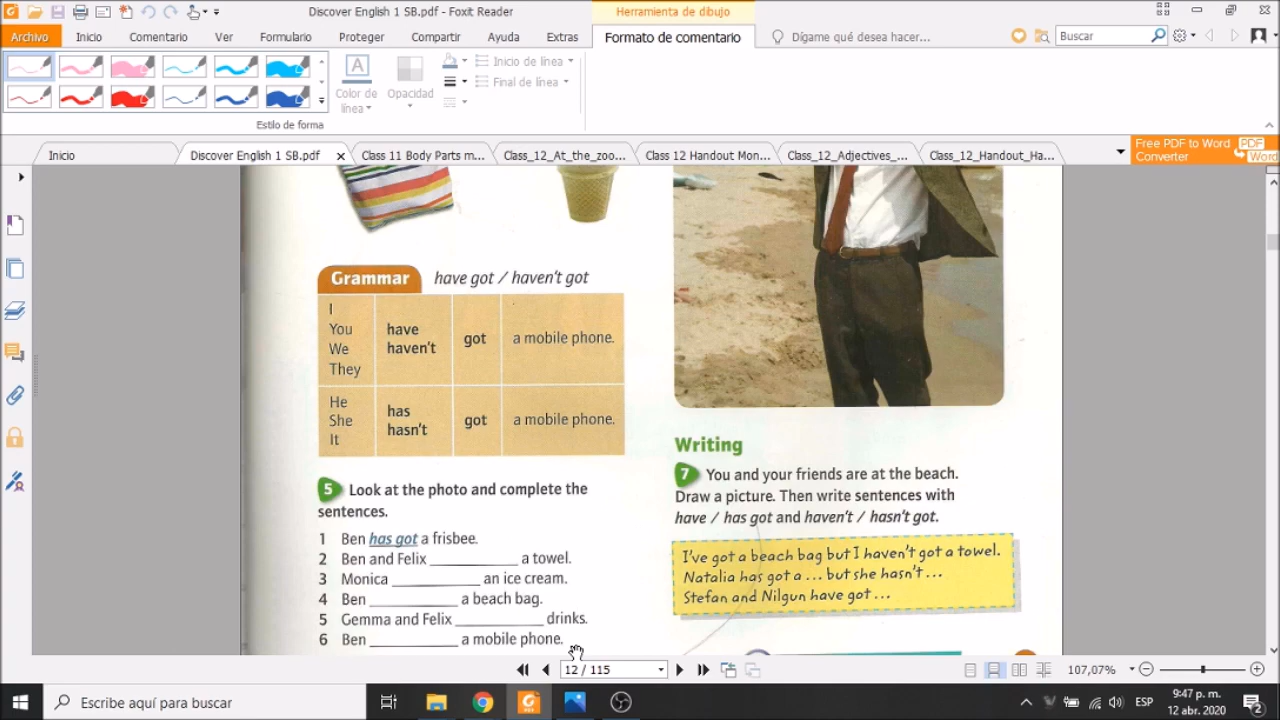 Discover English 1 SB.pdf - Foxit Reader
Herramienta de dibujo
Archivo
Inicio
Comentario
Ver
Formulario
Proteger
Compartir
Ayuda
Extras
Formato de comentario
Dígame qué desea hacer...
Buscar
Color de línea
Opacidad
Inicio de línea
Final de línea
Estilo de forma
Inicio
Discover English 1 SB.pdf
Class 11 Body Parts m...
Class_12_At_the_zoo...
Class 12 Handout Mon...
Class_12_Adjectives_...
Class_12_Handout_Ha...
Free PDF to Word
Converter
PDF
Word
Grammar have got / haven't got
I
You
We
They
have
haven't
got
a mobile phone.
He
She
It
has
hasn't
got
a mobile phone.
5 Look at the photo and complete the
sentences.
1 Ben has got a frisbee.
2 Ben and Felix __________ a towel.
3 Monica __________ an ice cream.
4 Ben __________ a beach bag.
5 Gemma and Felix __________ drinks.
6 Ben __________ a mobile phone.
Writing
7 You and your friends are at the beach.
Draw a picture. Then write sentences with
have / has got and haven't / hasn't got.
I've got a beach bag but I haven't got a towel.
Natalia has got a ... but she hasn't ...
Stefan and Nilgun have got ...
12 / 115
107,07%
Escribe aquí para buscar
ESP
9:47 p. m.
12 abr. 2020
2